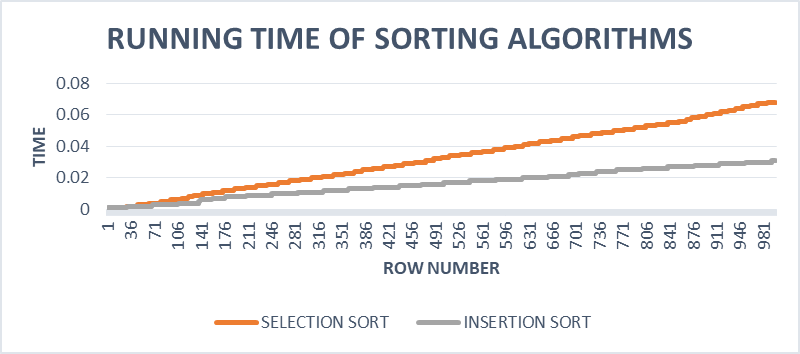 RUNNING TIME OF SORTING ALGORITHMS
0.08
0.06
0.04
0.02
0
TIME
1 36 71 106 141 176 211 246 281 316 351 386 421 456 491 526 561 596 631 666 701 736 771 806 841 876 911 946 981
ROW NUMBER
SELECTION SORT INSERTION SORT